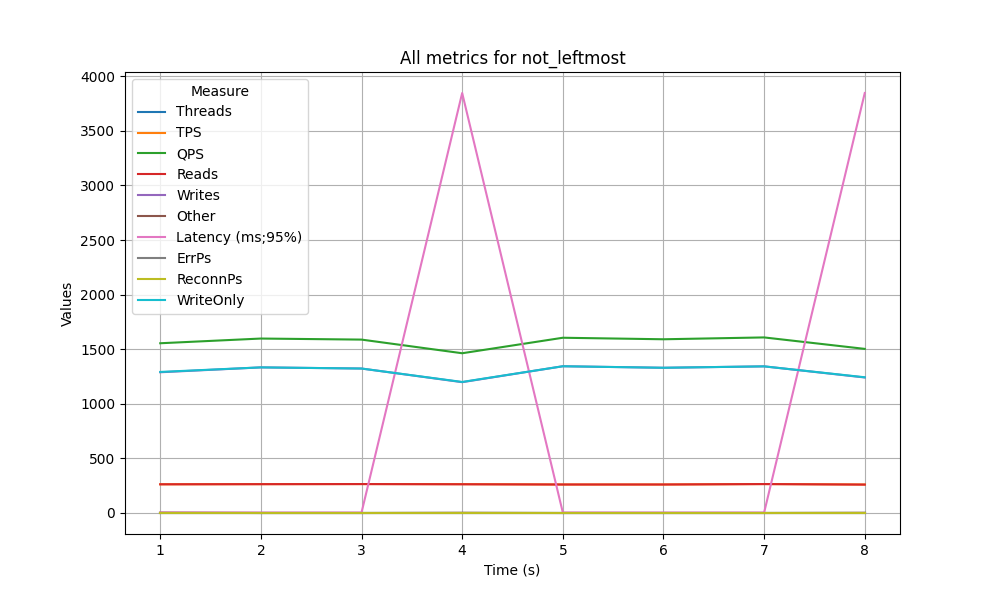 All metrics for not_leftmost
4000
3500
3000
2500
2000
1500
1000
500
0
Values
Measure
Threads
TPS
QPS
Reads
Writes
Other
Latency (ms;95%)
ErrPs
ReconnPs
WriteOnly
1 2 3 4 5 6 7 8
Time (s)